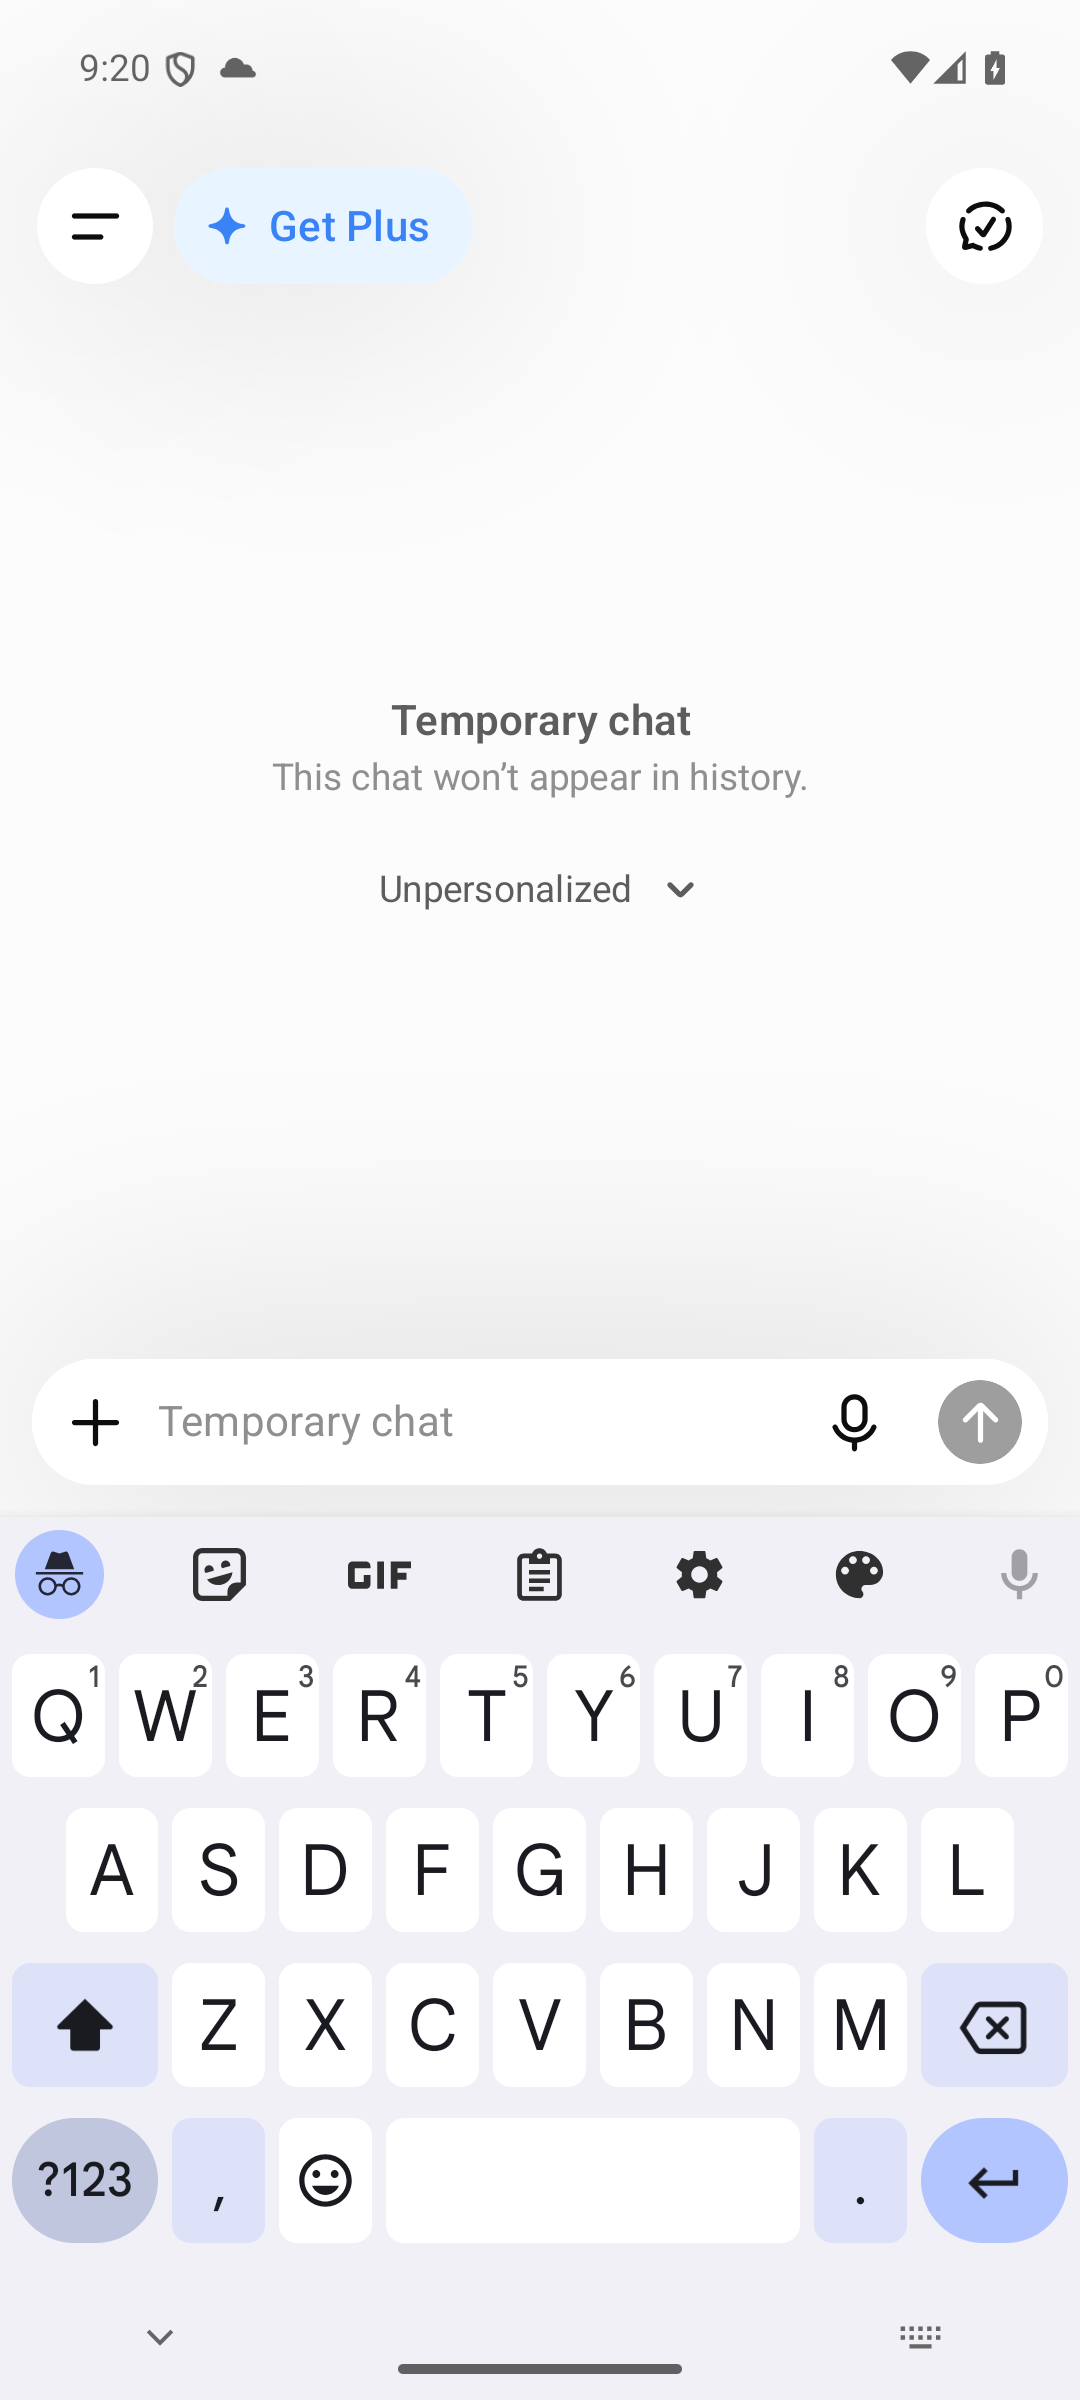 9:20
Get Plus
Temporary chat
This chat won’t appear in history.
Unpersonalized
Temporary chat
GIF
Q1 W2 E3 R4 T5 Y6 U7 I8 O9 P0
A S D F G H J K L
Z X C V B N M
?123 , .